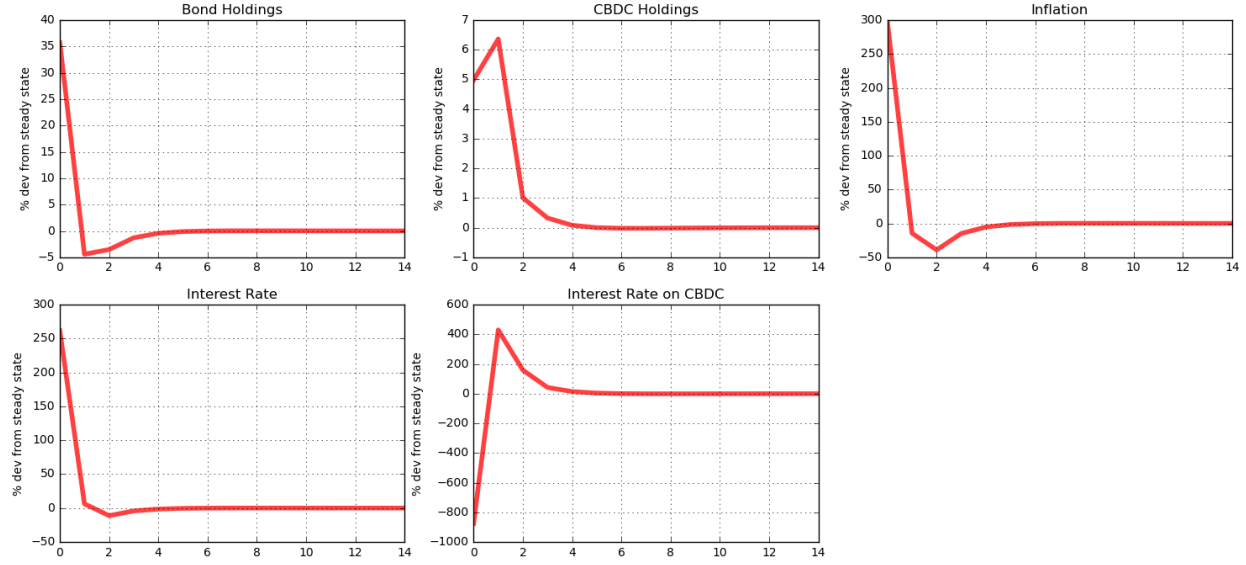 Bond Holdings
% dev from steady state
40
35
30
25
20
15
10
5
0
−5
0 2 4 6 8 10 12 14
CBDC Holdings
% dev from steady state
7
6
5
4
3
2
1
0
−1
0 2 4 6 8 10 12 14
Inflation
% dev from steady state
300
250
200
150
100
50
0
−50
0 2 4 6 8 10 12 14
Interest Rate
% dev from steady state
300
250
200
150
100
50
0
−50
0 2 4 6 8 10 12 14
Interest Rate on CBDC
% dev from steady state
600
400
200
0
−200
−400
−600
−800
−1000
0 2 4 6 8 10 12 14